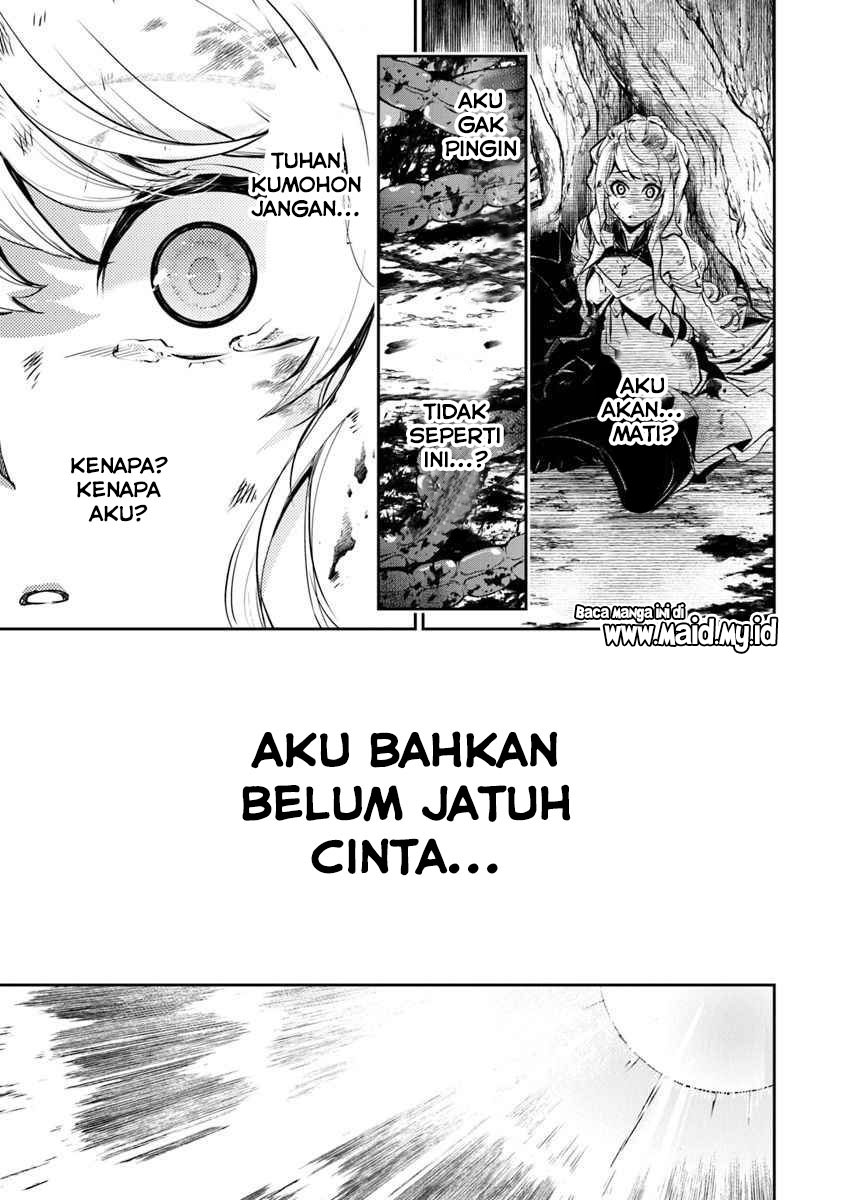 AKU
AKAN...
MATI?
AKU
GAK
PINGIN
TIDAK
SEPERTI
INI...?
TUHAN,
KUMOHON
JANGAN...
KENAPA?
KENAPA
AKU?
Baca Manga ini di
www.Maid.My.id
AKU BAHKAN
BELUM JATUH
CINTA...